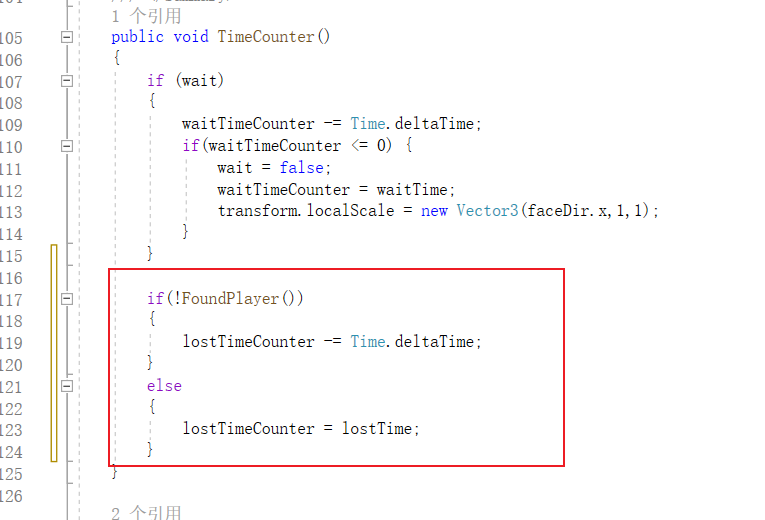 1 个引用
105 public void TimeCounter()
106 {
107 if (wait)
108 {
109 waitTimeCounter -= Time.deltaTime;
110 if(waitTimeCounter <= 0) {
111 wait = false;
112 waitTimeCounter = waitTime;
113 transform.localScale = new Vector3(faceDir.x,1,1);
114 }
115 }
116
117 if(!FoundPlayer())
118 {
119 lostTimeCounter -= Time.deltaTime;
120 }
121 else
122 {
123 lostTimeCounter = lostTime;
124 }
125 }
126
2 个引用